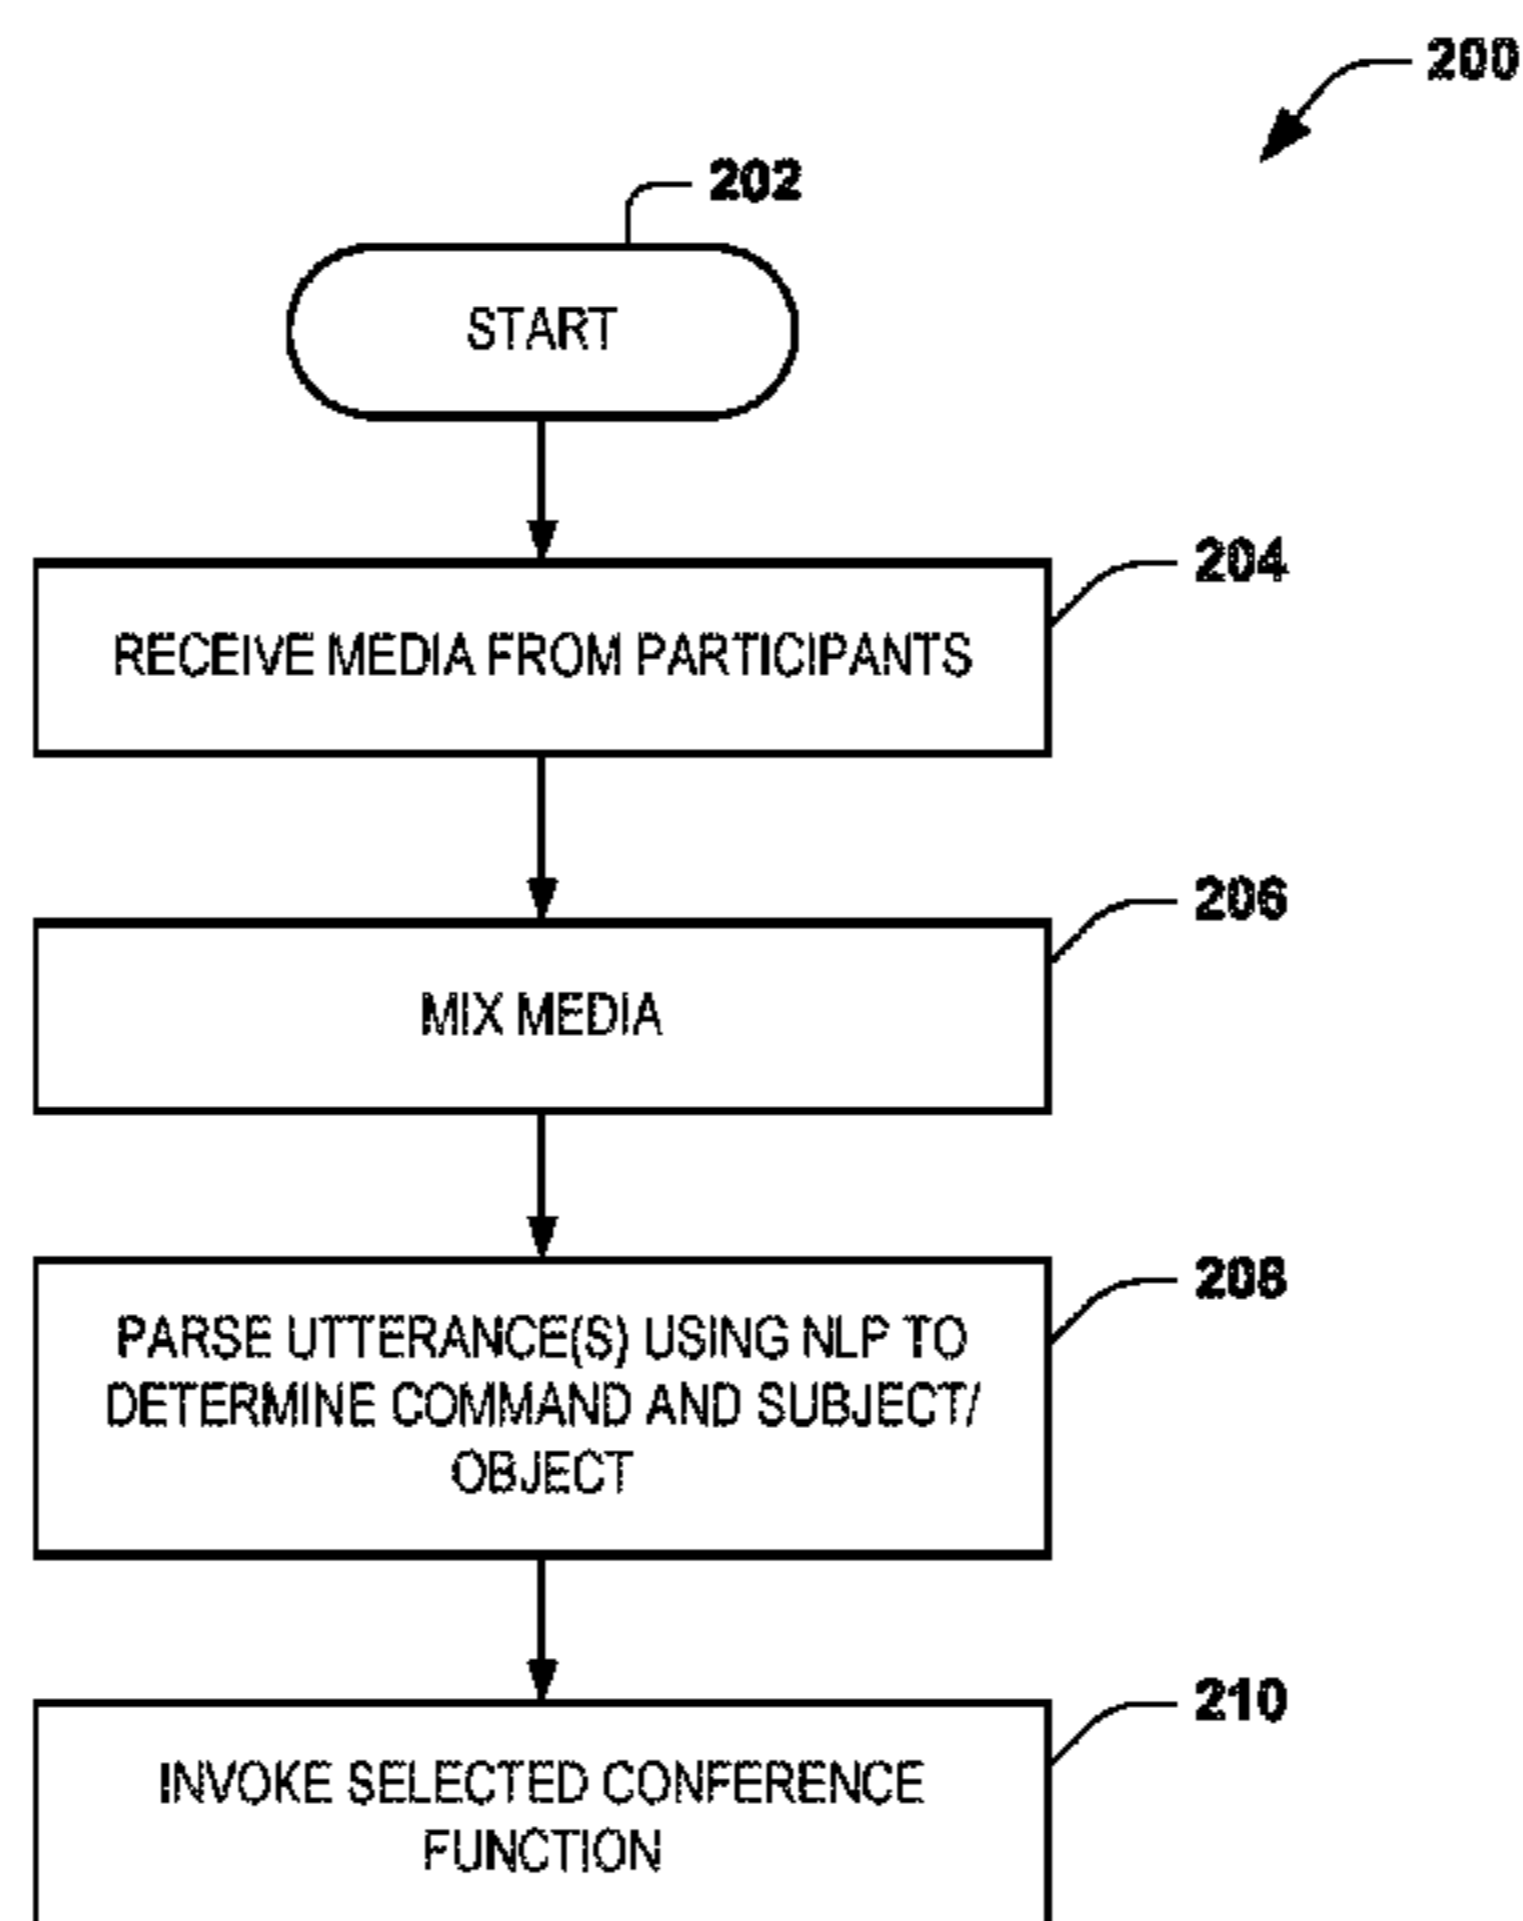 200
202
START
204
RECEIVE MEDIA FROM PARTICIPANTS
206
MIX MEDIA
208
PARSE UTTERANCE(S) USING NLP TO
DETERMINE COMMAND AND SUBJECT/
OBJECT
210
INVOKE SELECTED CONFERENCE
FUNCTION